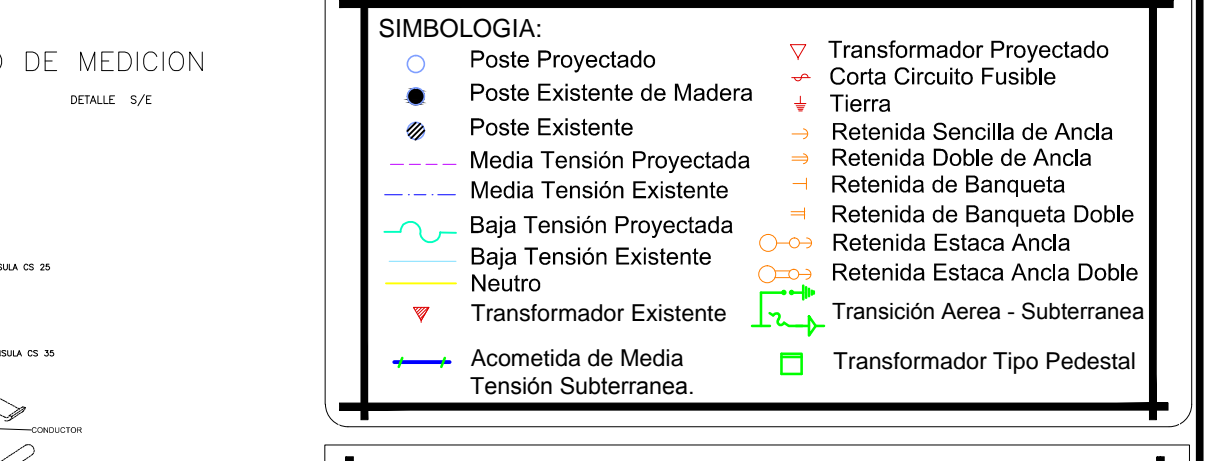 DE MEDICION
DETALLE S/E
CS 25
CS 35
CONDUCTOR
SIMBOLOGIA:
Poste Proyectado
Poste Existente de Madera
Poste Existente
Media Tensión Proyectada
Media Tensión Existente
Baja Tensión Proyectada
Baja Tensión Existente
Neutro
Transformador Existente
Acometida de Media
Tensión Subterranea.
Transformador Proyectado
Corta Circuito Fusible
Tierra
Retenida Sencilla de Ancla
Retenida Doble de Ancla
Retenida de Banqueta
Retenida de Banqueta Doble
Retenida Estaca Ancla
Retenida Estaca Ancla Doble
Transición Aerea - Subterranea
Transformador Tipo Pedestal